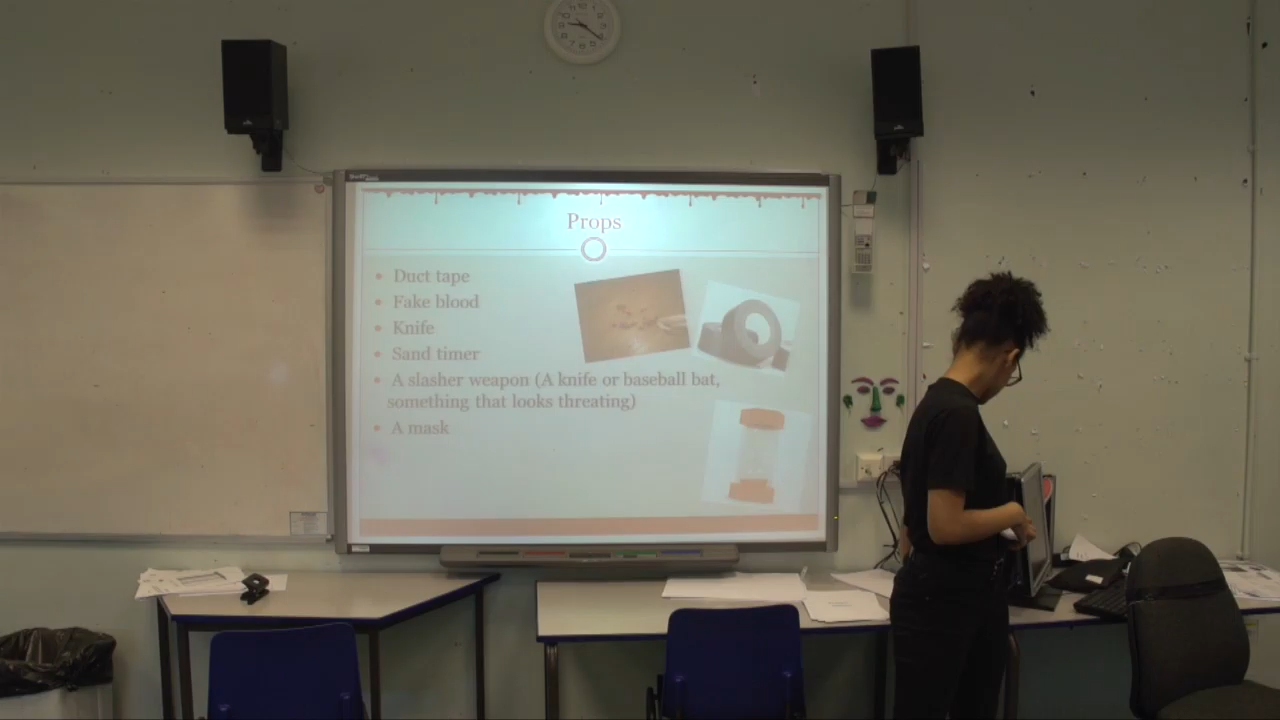 Props
Duct tape
Fake blood
Knife
Sand timer
A slasher weapon (A knife or baseball bat,
something that looks threating)
A mask